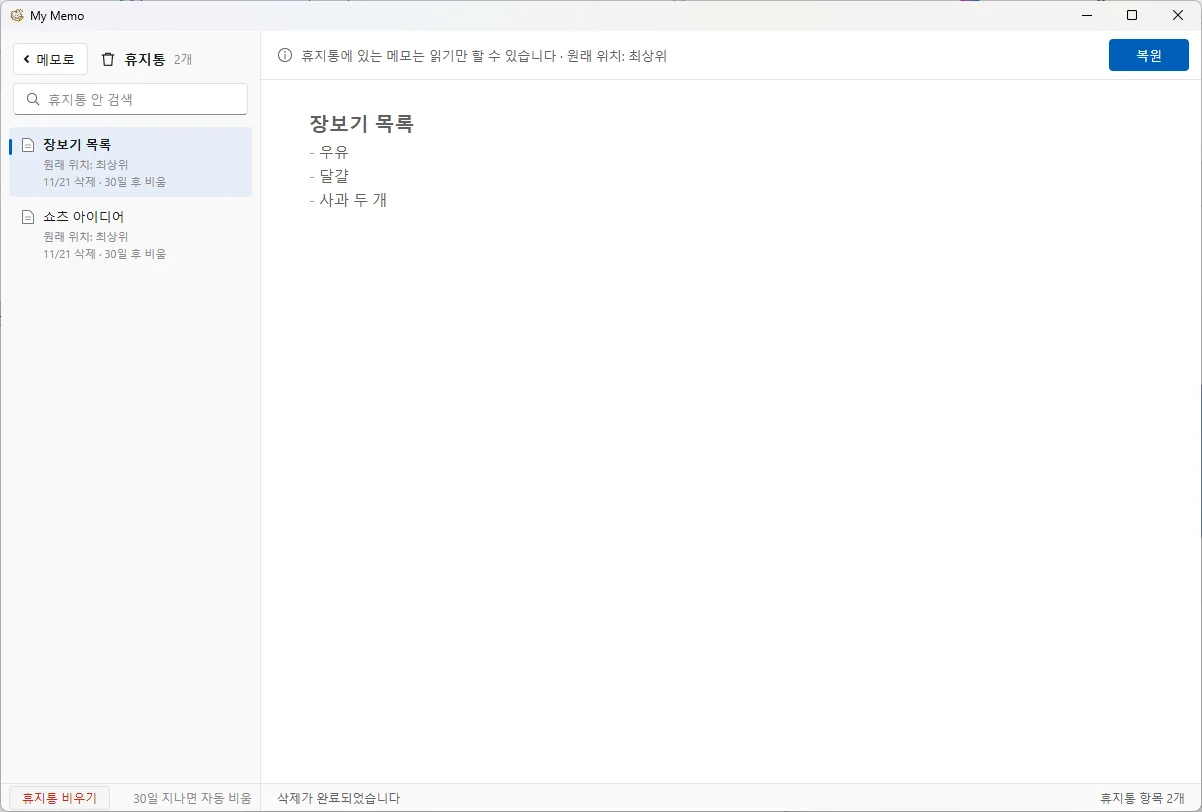 My Memo
메모로
휴지통 2개
휴지통 안 검색
장보기 목록
원래 위치: 최상위
11/21 삭제 · 30일 후 비움
쇼츠 아이디어
원래 위치: 최상위
11/21 삭제 · 30일 후 비움
휴지통 비우기
30일 지나면 자동 비움
휴지통에 있는 메모는 읽기만 할 수 있습니다 · 원래 위치: 최상위
복원
장보기 목록
- 우유
- 달걀
- 사과 두 개
삭제가 완료되었습니다
휴지통 항목 2개